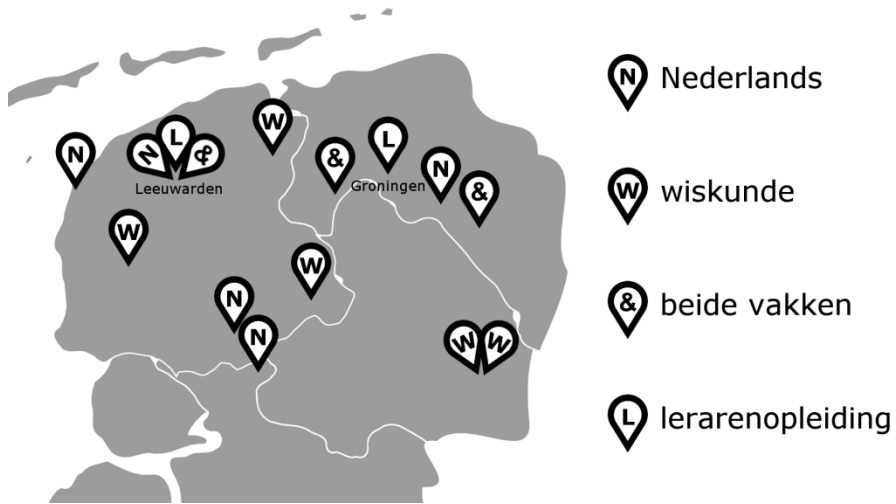 N Nederlands
W wiskunde
& beide vakken
L lerarenopleiding
W
L
N
N
&
L
&
N
&
Leeuwarden
Groningen
W
W
N
N
W
W